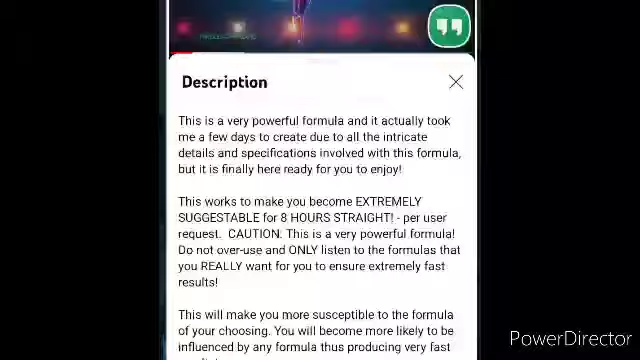 Description
This is a very powerful formula and it actually took
me a few days to create due to all the intricate
details and specifications involved with this formula,
but it is finally here ready for you to enjoy!
This works to make you become EXTREMELY
SUGGESTABLE for 8 HOURS STRAIGHT! - per user
request.  CAUTION: This is a very powerful formula!
Do not over-use and ONLY listen to the formulas that
you REALLY want for you to ensure extremely fast
results!
This will make you more susceptible to the formula
of your choosing. You will become more likely to be
influenced by any formula thus producing very fast
PowerDirector